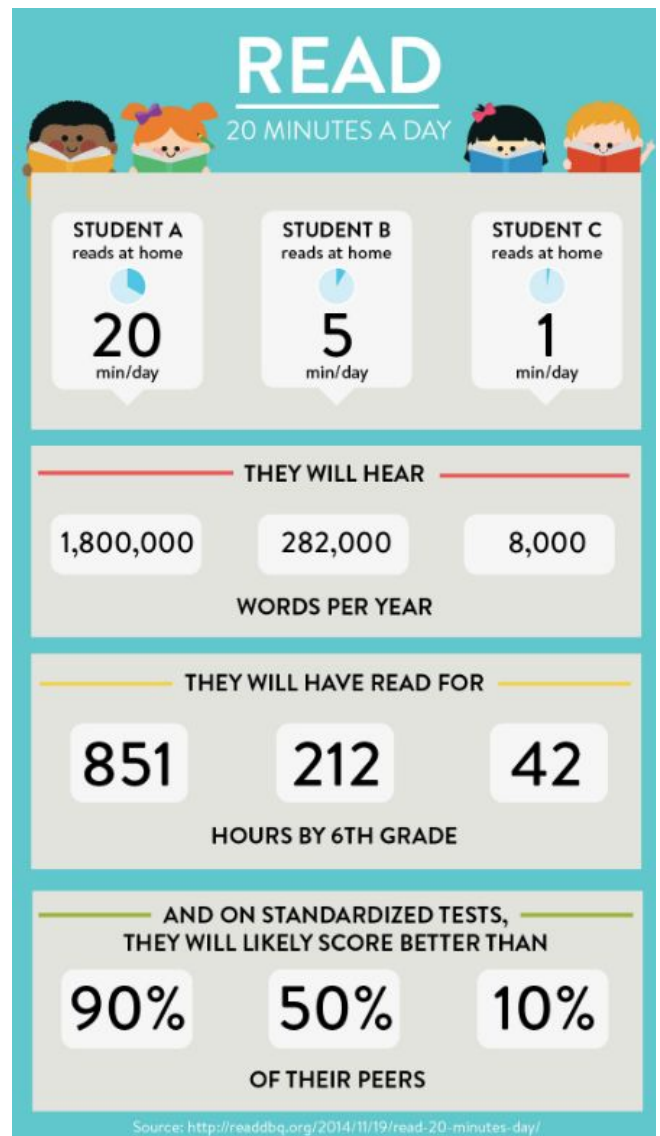 READ
20 MINUTES A DAY
STUDENT A
reads at home
20
min/day
STUDENT B
reads at home
5
min/day
STUDENT C
reads at home
1
min/day
THEY WILL HEAR
1,800,000 282,000 8,000
WORDS PER YEAR
THEY WILL HAVE READ FOR
851 212 42
HOURS BY 6TH GRADE
AND ON STANDARDIZED TESTS,
THEY WILL LIKELY SCORE BETTER THAN
90% 50% 10%
OF THEIR PEERS
Source: http://readdbq.org/2014/11/19/read-20-minutes-day/